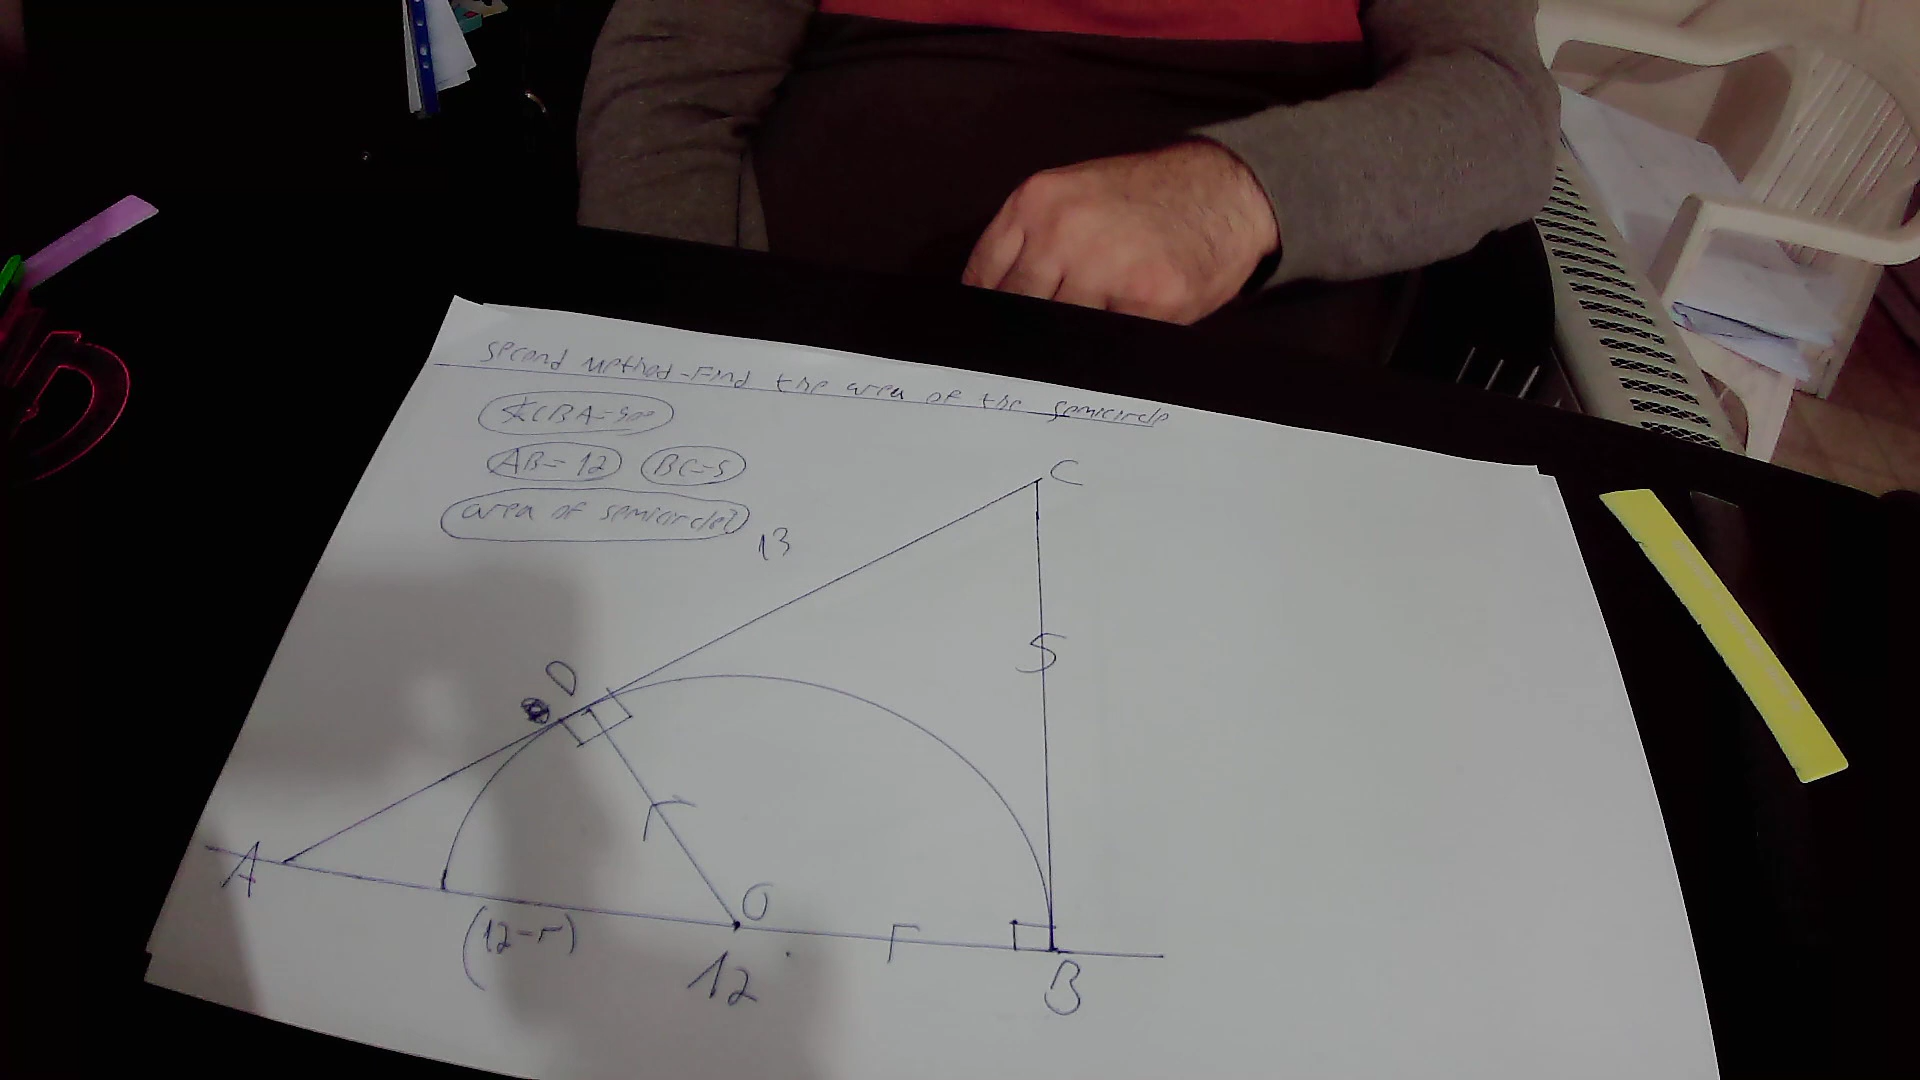 second method-Find the area of the semicircle
∢CBA=90°
AB=12 BC=5
area of semicircle?
13
C
5
D
r
A
O
(12-r)
r
12
B